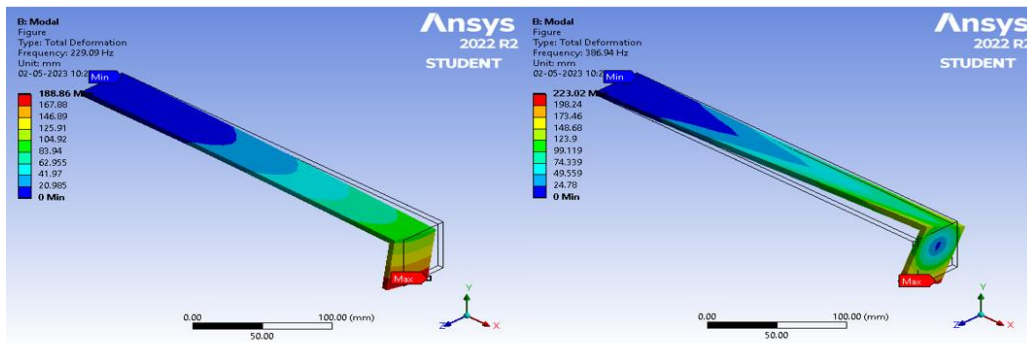 B: Modal
Figure
Type: Total Deformation
Frequency: 229.09 Hz
Unit: mm
02-05-2023 10:2
Min
188.86 M
167.88
146.89
125.91
104.92
83.94
62.955
41.97
20.985
0 Min
Ansys
2022 R2
STUDENT
Max
0.00
100.00 (mm)
50.00
Y
Z
X
B: Modal
Figure
Type: Total Deformation
Frequency: 386.94 Hz
Unit: mm
02-05-2023 10:2
Min
223.02 M
198.24
173.46
148.68
123.9
99.119
74.339
49.559
24.78
0 Min
Ansys
2022 R2
STUDENT
Max
0.00
100.00 (mm)
50.00
Y
Z
X